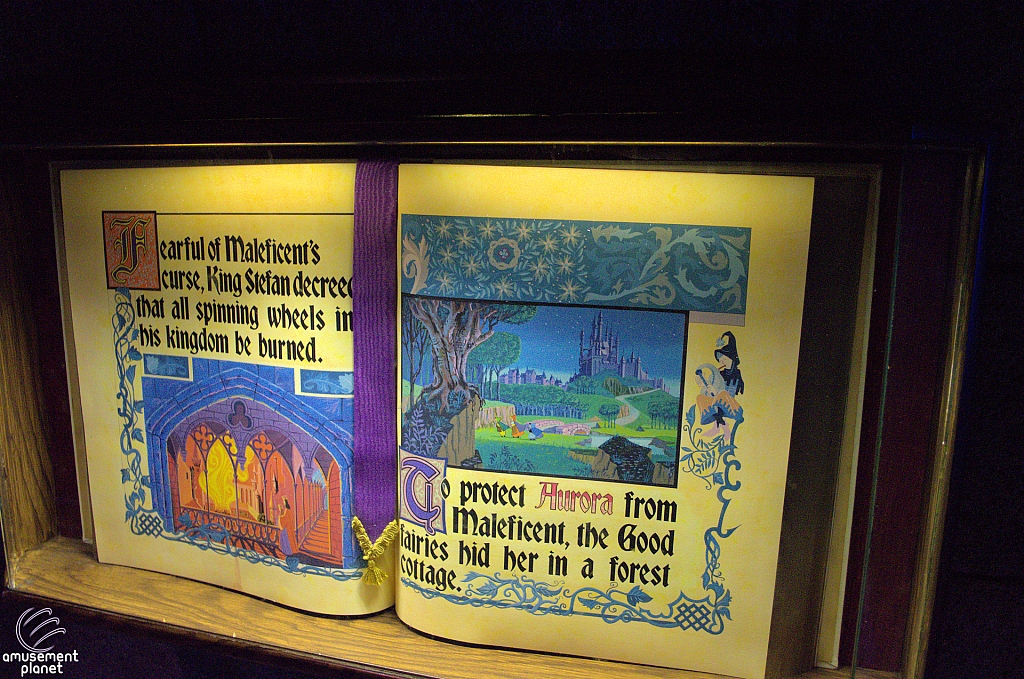 Fearful of Maleficent's
curse, King Stefan decreed
that all spinning wheels in
his kingdom be burned.
To protect Aurora from
Maleficent, the Good
fairies hid her in a forest
cottage.
amusement
planet